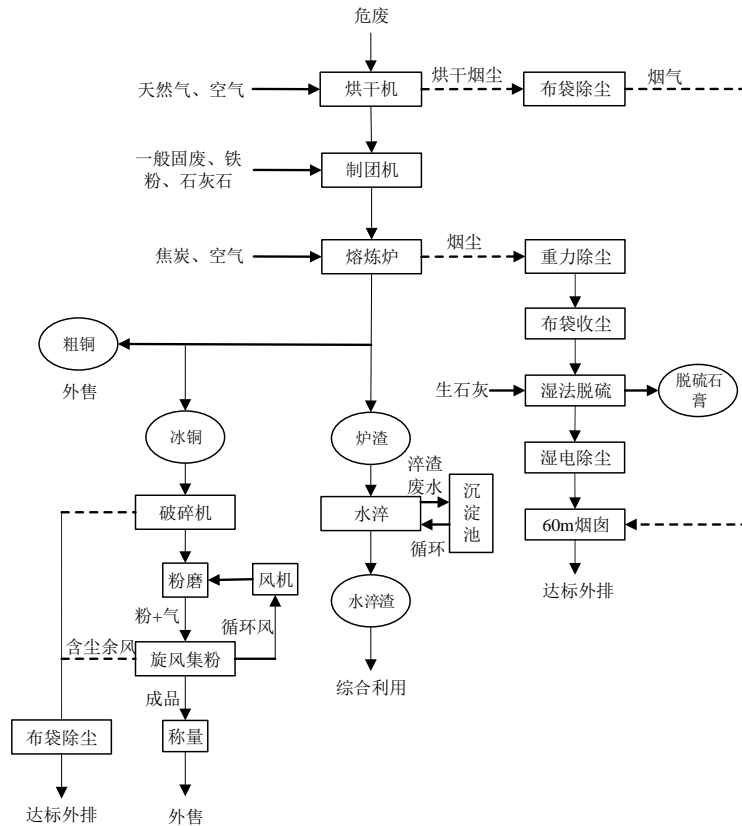 危废
天然气、空气
烘干机
烘干烟尘
布袋除尘
烟气
一般固废、铁
粉、石灰石
制团机
焦炭、空气
熔炼炉
烟尘
重力除尘
布袋收尘
粗铜
外售
生石灰
湿法脱硫
脱硫石
膏
冰铜
炉渣
湿电除尘
淬渣
废水
破碎机
水淬
沉
淀
池
循环
60m烟囱
达标外排
粉磨
风机
水淬渣
粉+气
循环风
含尘余风
旋风集粉
综合利用
成品
布袋除尘
称量
达标外排
外售